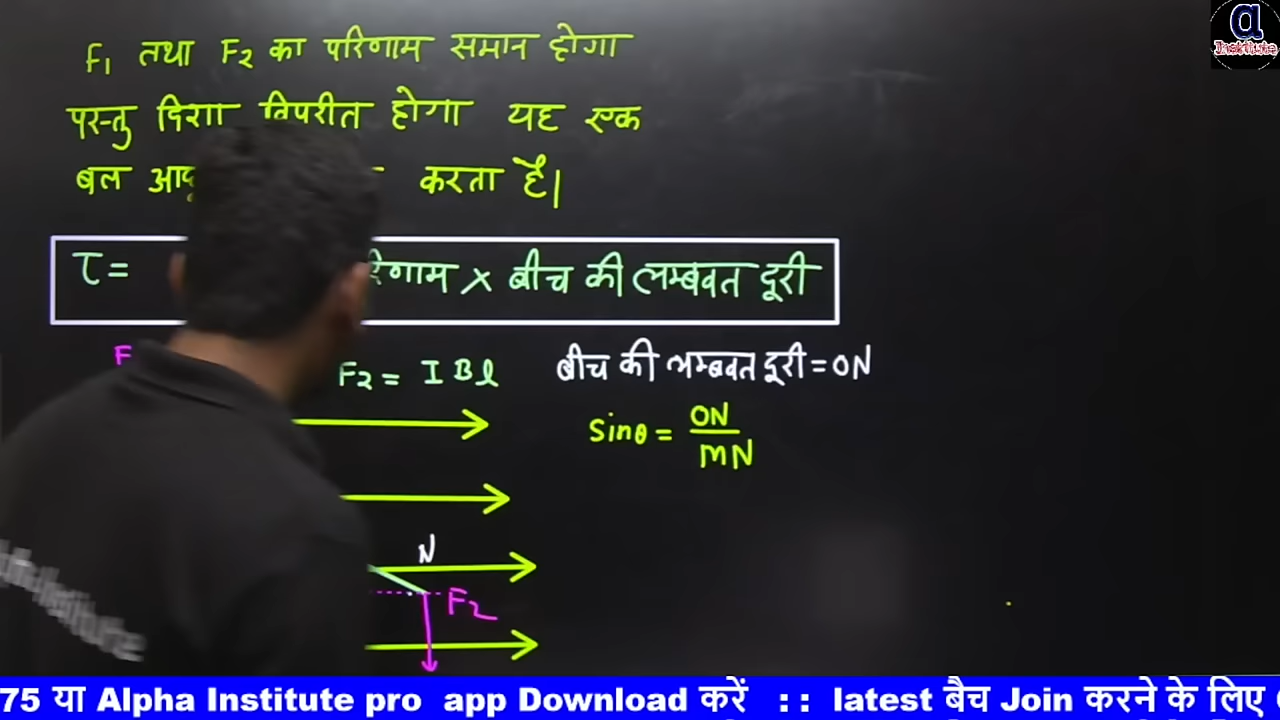 α
Institute
F₁ तथा F₂ का परिणाम समान होगा
परन्तु दिशा विपरीत होगा यह एक
बल करता है|
τ = × बीच की लम्बवत दूरी
F F₂ = I B l बीच की लम्बवत दूरी = ON
Sinθ = ON
MN
N
F₂
75 या Alpha Institute pro app Download करें :: latest बैच Join करने के लिए